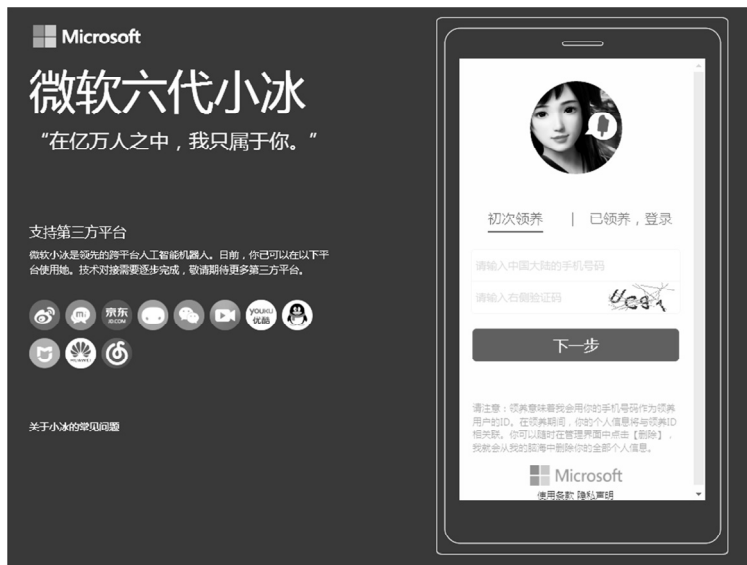 Microsoft
微软六代小冰
“在亿万人之中，我只属于你。”
支持第三方平台
微软小冰是领先的跨平台人工智能机器人。日前，你已可以在以下平
台使用她。技术对接需要逐步完成，敬请期待更多第三方平台。
京东
JD.COM
YOUKU
优酷
HUAWEI
关于小冰的常见问题
初次领养 | 已领养，登录
请输入中国大陆的手机号码
请输入右侧验证码
下一步
请注意：领养意味着我会用你的手机号码作为领养
用户的ID。在领养期间，你的个人信息将与领养ID
相关联。你可以随时在管理界面中点击【删除】，
我就会从我的脑海中删除你的全部个人信息。
Microsoft
使用条款 隐私声明